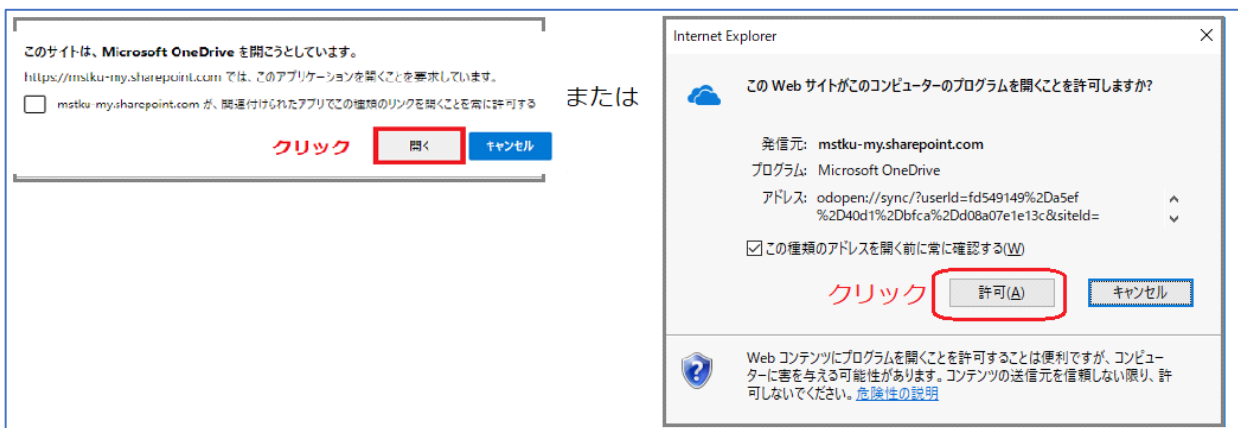 このサイトは、Microsoft OneDrive を開こうとしています。
https://mstku-my.sharepoint.com では、このアプリケーションを開くことを要求しています。
mstku-my.sharepoint.com が、関連付けられたアプリでこの種類のリンクを開くことを常に許可する
クリック
開く
キャンセル
または
Internet Explorer
この Web サイトがこのコンピューターのプログラムを開くことを許可しますか?
発信元: mstku-my.sharepoint.com
プログラム: Microsoft OneDrive
アドレス: odopen://sync/?userId=fd549149%2Da5ef
%2D40d1%2Dbfca%2Dd08a07e1e13c&siteId=
この種類のアドレスを開く前に常に確認する(W)
クリック
許可(A)
キャンセル
Web コンテンツにプログラムを開くことを許可することは便利ですが、コンピュー
ターに害を与える可能性があります。コンテンツの送信元を信頼しない限り、許
可しないでください。危険性の説明